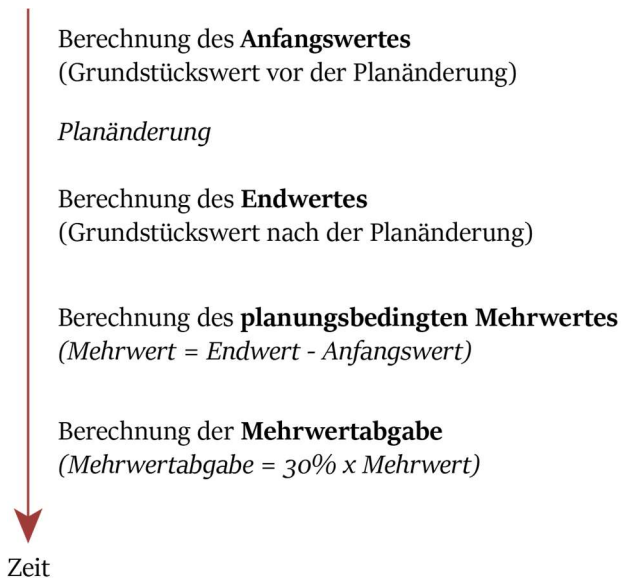 Berechnung des Anfangswertes
(Grundstückswert vor der Planänderung)
Planänderung
Berechnung des Endwertes
(Grundstückswert nach der Planänderung)
Berechnung des planungsbedingten Mehrwertes
(Mehrwert = Endwert - Anfangswert)
Berechnung der Mehrwertabgabe
(Mehrwertabgabe = 30% x Mehrwert)
Zeit